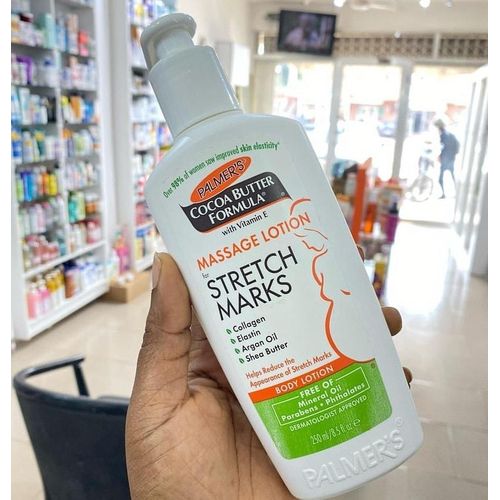 Over 98% of women saw improved skin elasticity*
PALMER'S
COCOA BUTTER
FORMULA®
with Vitamin E
MASSAGE LOTION
for
STRETCH
MARKS
Collagen
Elastin
Argan Oil
Shea Butter
Helps Reduce the
Appearance of Stretch Marks
BODY LOTION
FREE OF
Mineral Oil
Parabens • Phthalates
DERMATOLOGIST APPROVED
250 ml / 8.5 fl. oz ℮
PALMER'S